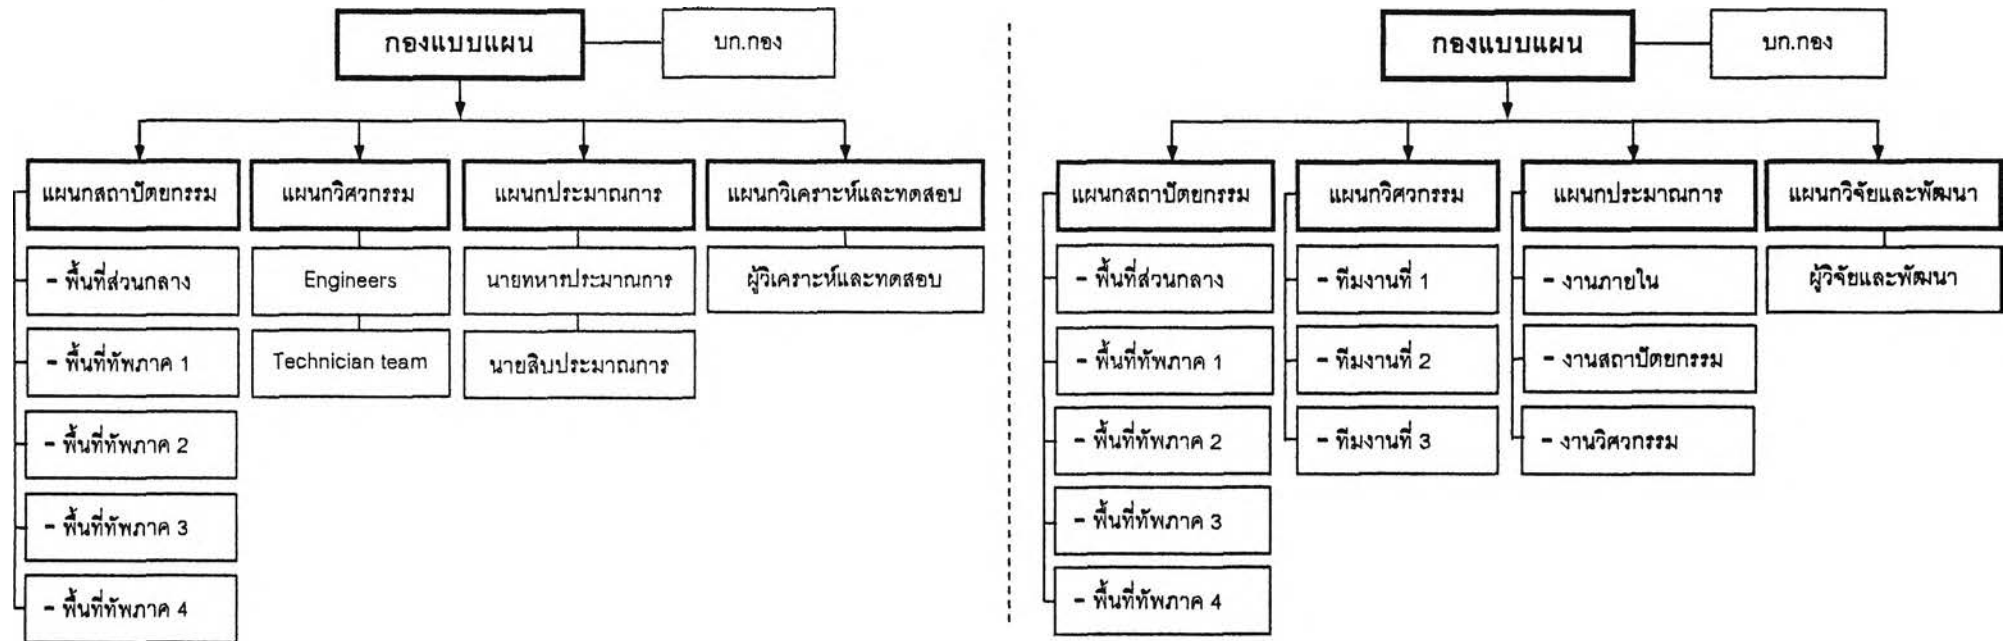 กองแบบแผน
บก.กอง
แผนกสถาปัตยกรรม
แผนกวิศวกรรม
แผนกประมาณการ
แผนกวิเคราะห์และทดสอบ
- พื้นที่ส่วนกลาง
Engineers
นายทหารประมาณการ
ผู้วิเคราะห์และทดสอบ
- พื้นที่ทัพภาค 1
Technician team
นายสิบประมาณการ
- พื้นที่ทัพภาค 2
- พื้นที่ทัพภาค 3
- พื้นที่ทัพภาค 4
กองแบบแผน
บก.กอง
แผนกสถาปัตยกรรม
แผนกวิศวกรรม
แผนกประมาณการ
แผนกวิจัยและพัฒนา
- พื้นที่ส่วนกลาง
- ทีมงานที่ 1
- งานภายใน
ผู้วิจัยและพัฒนา
- พื้นที่ทัพภาค 1
- ทีมงานที่ 2
- งานสถาปัตยกรรม
- พื้นที่ทัพภาค 2
- ทีมงานที่ 3
- งานวิศวกรรม
- พื้นที่ทัพภาค 3
- พื้นที่ทัพภาค 4